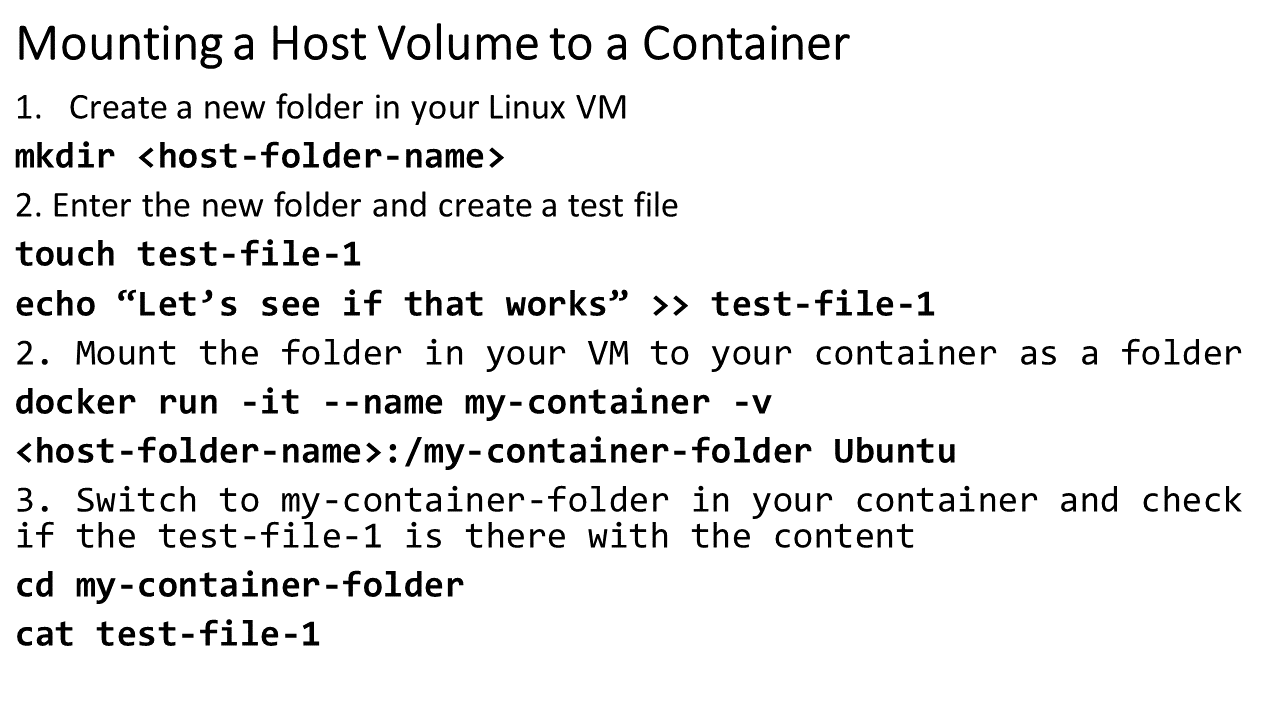 Mounting a Host Volume to a Container
1. Create a new folder in your Linux VM
mkdir <host-folder-name>
2. Enter the new folder and create a test file
touch test-file-1
echo “Let’s see if that works” >> test-file-1
2. Mount the folder in your VM to your container as a folder
docker run -it --name my-container -v
<host-folder-name>:/my-container-folder Ubuntu
3. Switch to my-container-folder in your container and check
if the test-file-1 is there with the content
cd my-container-folder
cat test-file-1